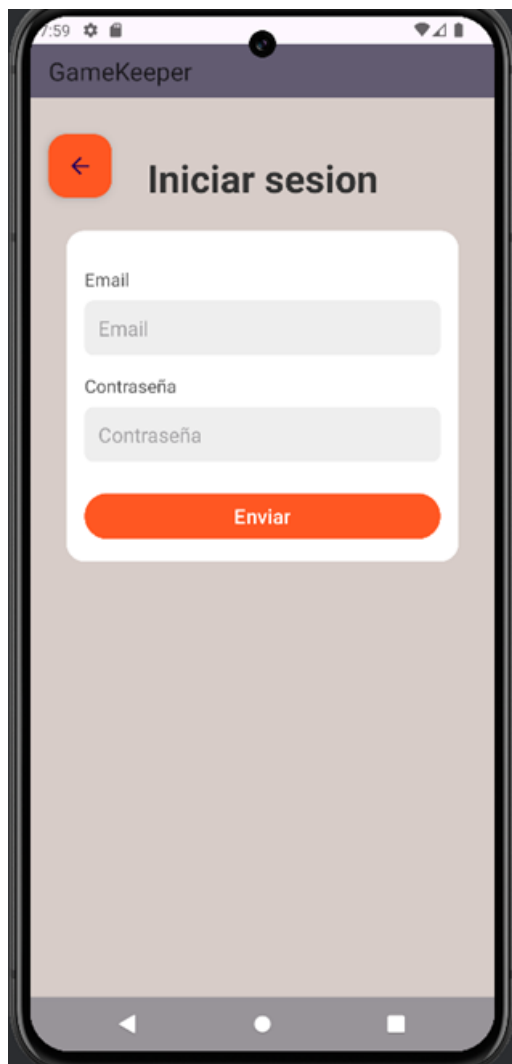 7:59
GameKeeper
Iniciar sesion
Email
Email
Contraseña
Contraseña
Enviar